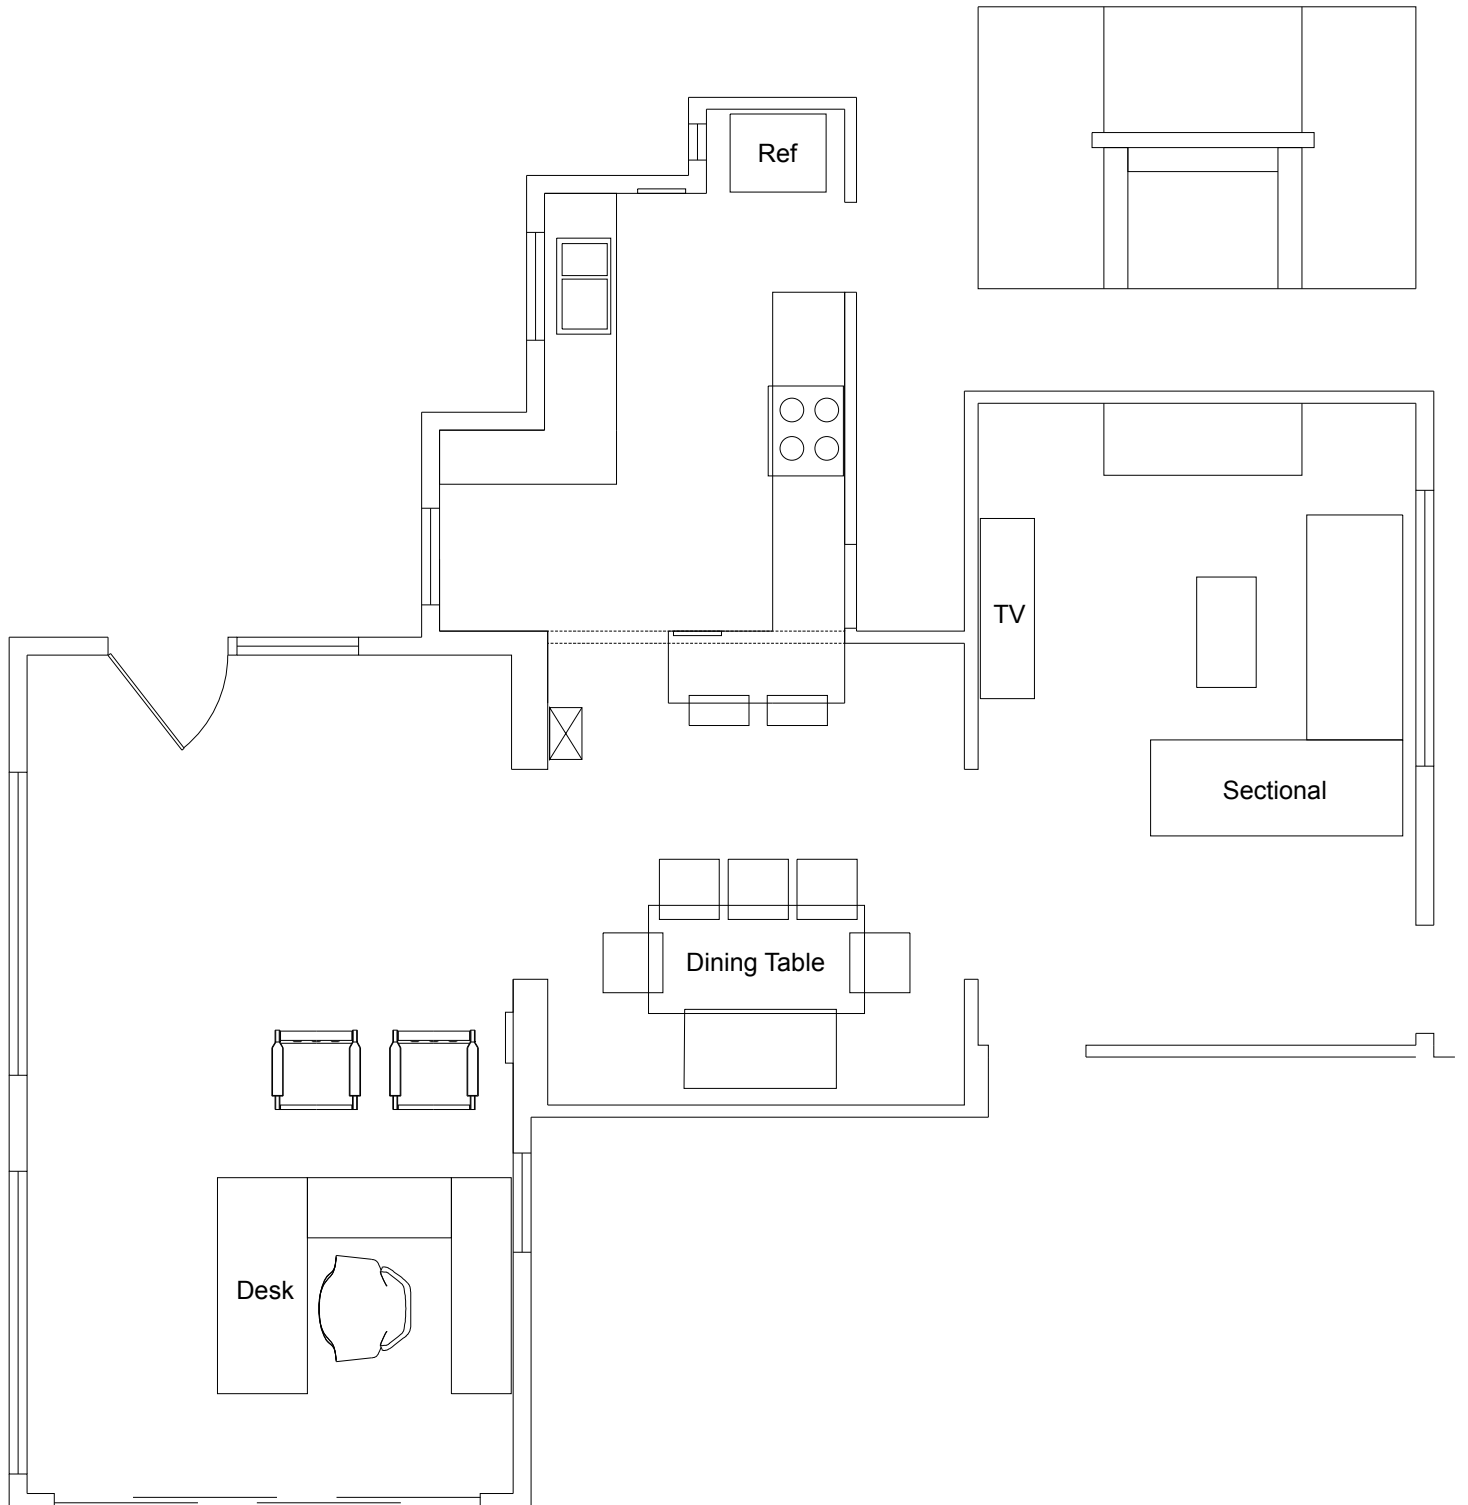 Ref
TV
Sectional
Dining Table
Desk